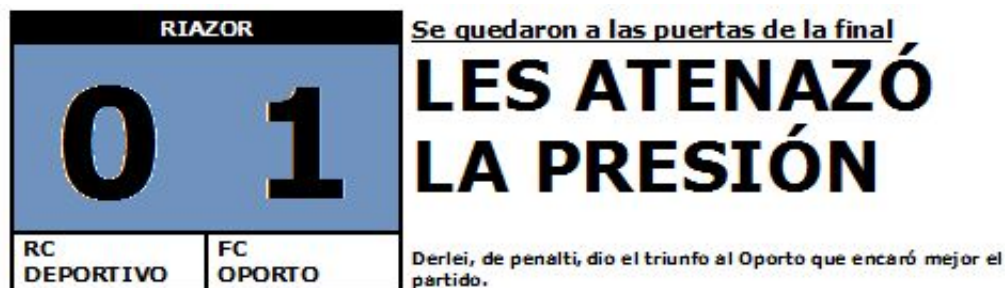 RIAZOR
0 1
RC DEPORTIVO
FC OPORTO
Se quedaron a las puertas de la final
LES ATENAZÓ
LA PRESIÓN
Derlei, de penalti, dio el triunfo al Oporto que encaró mejor el
partido.